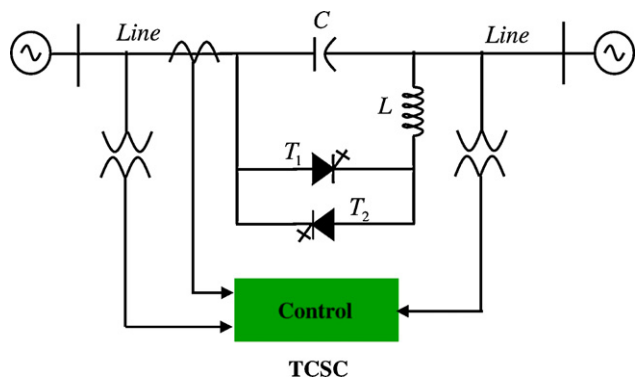 C
Line
Line
L
T₁
T₂
Control
TCSC